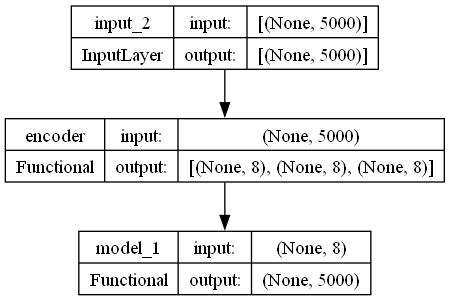 input_2 input: [(None, 5000)]
InputLayer output: [(None, 5000)]
encoder input: (None, 5000)
Functional output: [(None, 8), (None, 8), (None, 8)]
model_1 input: (None, 8)
Functional output: (None, 5000)